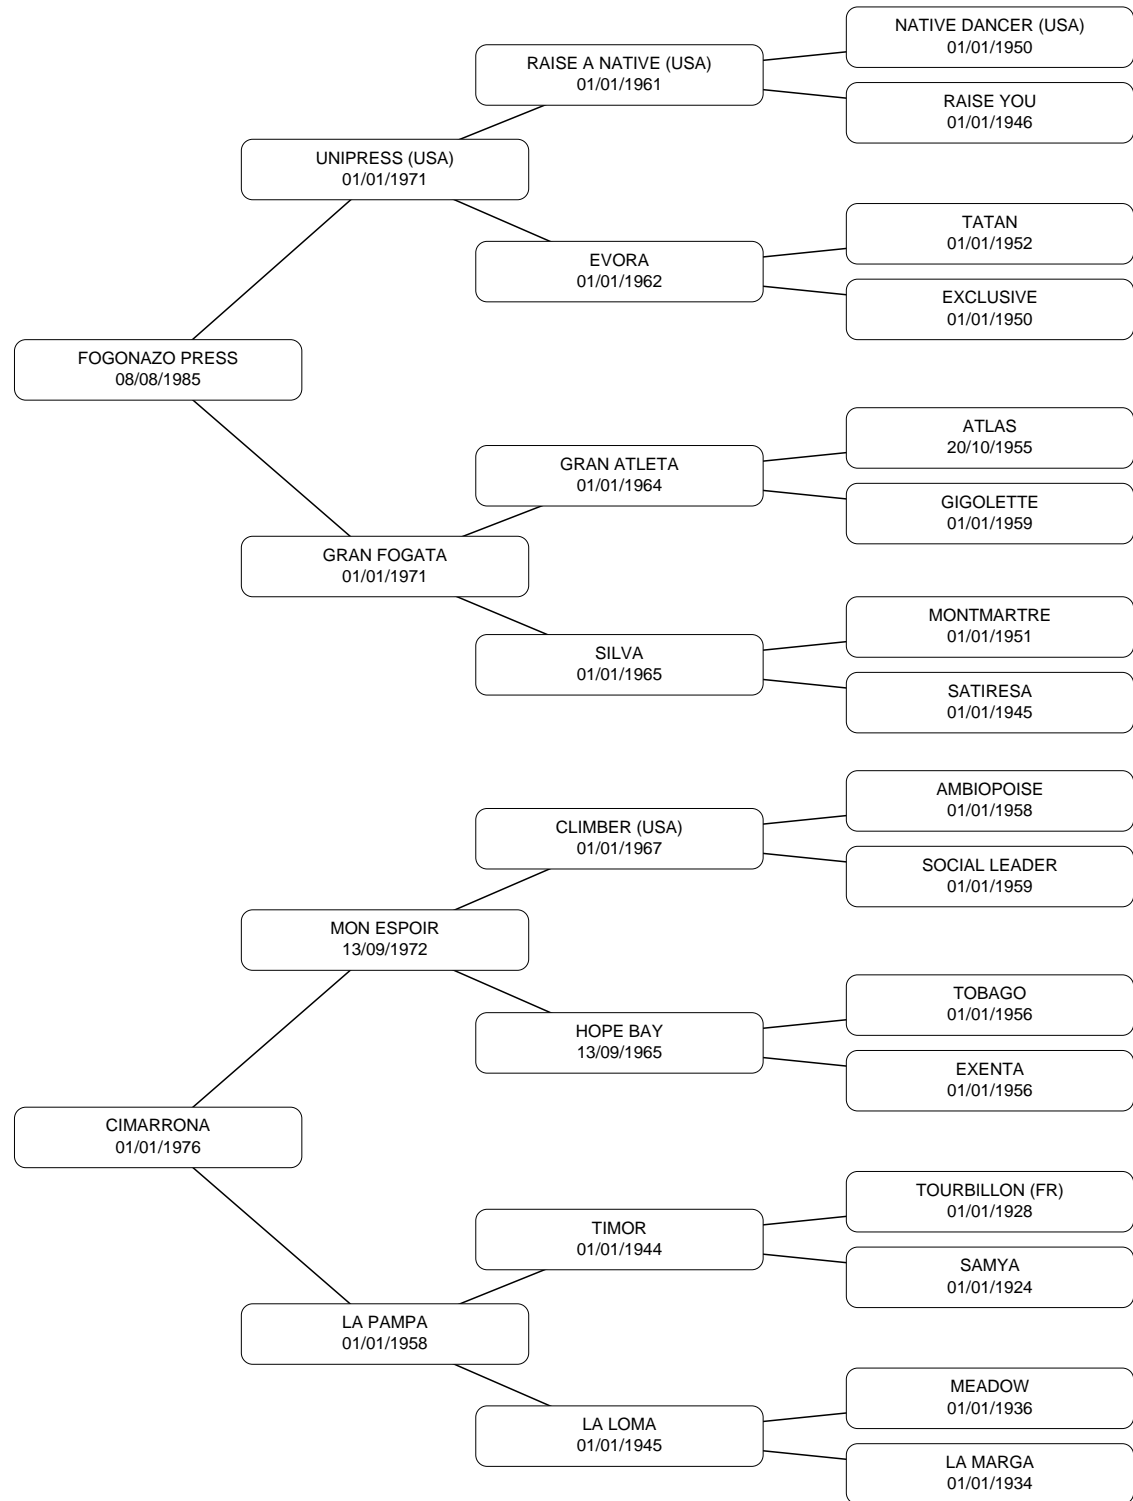 NATIVE DANCER (USA)
01/01/1950
RAISE A NATIVE (USA)
01/01/1961
RAISE YOU
01/01/1946
UNIPRESS (USA)
01/01/1971
TATAN
01/01/1952
EVORA
01/01/1962
EXCLUSIVE
01/01/1950
FOGONAZO PRESS
08/08/1985
ATLAS
20/10/1955
GRAN ATLETA
01/01/1964
GIGOLETTE
01/01/1959
GRAN FOGATA
01/01/1971
MONTMARTRE
01/01/1951
SILVA
01/01/1965
SATIRESA
01/01/1945
AMBIOPOISE
01/01/1958
CLIMBER (USA)
01/01/1967
SOCIAL LEADER
01/01/1959
MON ESPOIR
13/09/1972
TOBAGO
01/01/1956
HOPE BAY
13/09/1965
EXENTA
01/01/1956
CIMARRONA
01/01/1976
TOURBILLON (FR)
01/01/1928
TIMOR
01/01/1944
SAMYA
01/01/1924
LA PAMPA
01/01/1958
MEADOW
01/01/1936
LA LOMA
01/01/1945
LA MARGA
01/01/1934